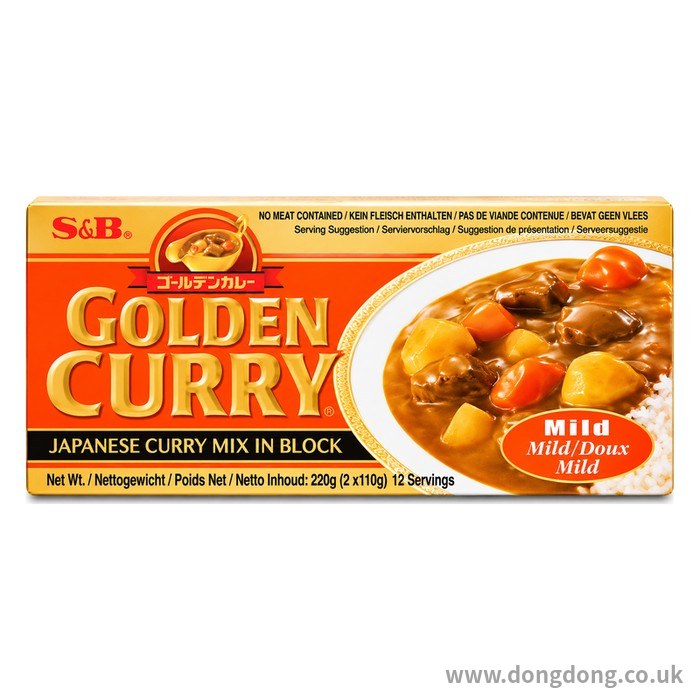 S&B®
NO MEAT CONTAINED / KEIN FLEISCH ENTHALTEN / PAS DE VIANDE CONTENUE / BEVAT GEEN VLEES
Serving Suggestion / Serviervorschlag / Suggestion de présentation / Serveersuggestie
ゴールデンカレー
GOLDEN
CURRY®
JAPANESE CURRY MIX IN BLOCK
Mild
Mild/Doux
Mild
Net Wt. / Nettogewicht / Poids Net / Netto Inhoud: 220g (2 x110g) 12 Servings
www.dongdong.co.uk